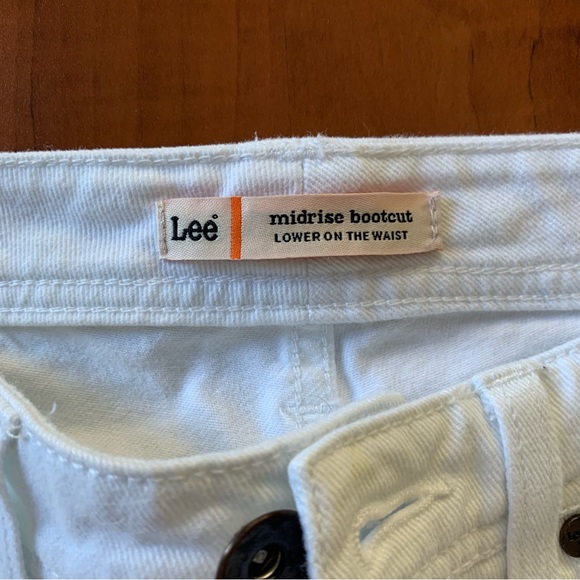 Lee
midrise bootcut
LOWER ON THE WAIST